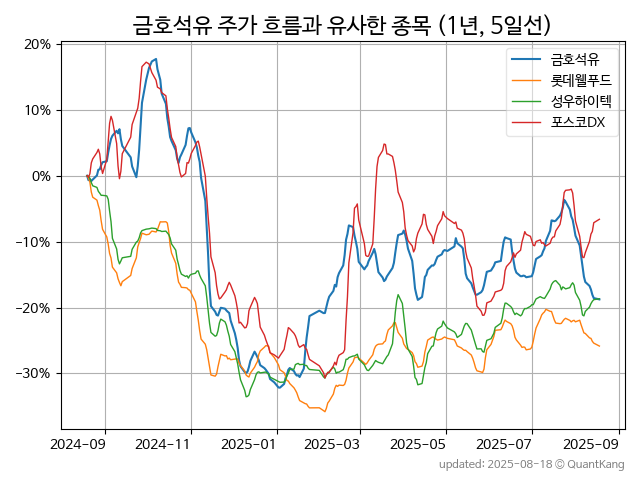 금호석유 주가 흐름과 유사한 종목 (1년, 5일선)
금호석유
롯데웰푸드
성우하이텍
포스코DX
20%
10%
0%
−10%
−20%
−30%
2024-09 2024-11 2025-01 2025-03 2025-05 2025-07 2025-09
updated: 2025-08-18 © QuantKang